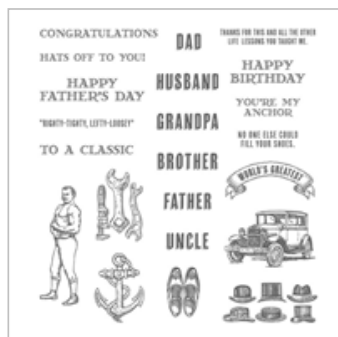 CONGRATULATIONS
HATS OFF TO YOU!
HAPPY
FATHER'S DAY
"RIGHTY-TIGHTY, LEFTY-LOOSEY"
TO A CLASSIC
DAD
HUSBAND
GRANDPA
BROTHER
FATHER
UNCLE
THANKS FOR THIS AND ALL THE OTHER
LIFE LESSONS YOU TAUGHT ME.
HAPPY
BIRTHDAY
YOU'RE MY
ANCHOR
NO ONE ELSE COULD
FILL YOUR SHOES.
WORLD'S GREATEST